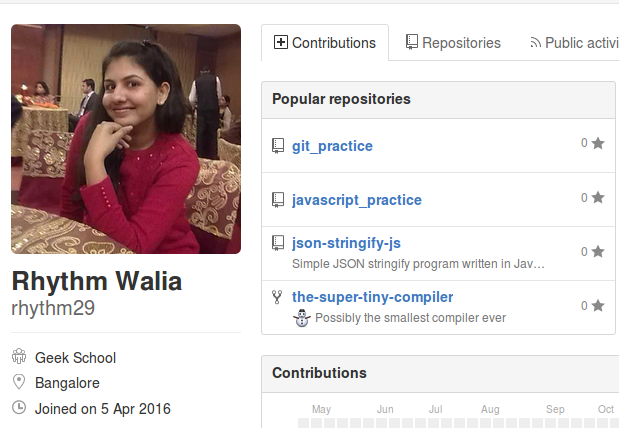 Contributions
Repositories
Public activi
Popular repositories
git_practice
0
javascript_practice
0
json-stringify-js
Simple JSON stringify program written in Jav…
0
the-super-tiny-compiler
Possibly the smallest compiler ever
0
Rhythm Walia
rhythm29
Geek School
Bangalore
Joined on 5 Apr 2016
Contributions
May Jun Jul Aug Sep Oct